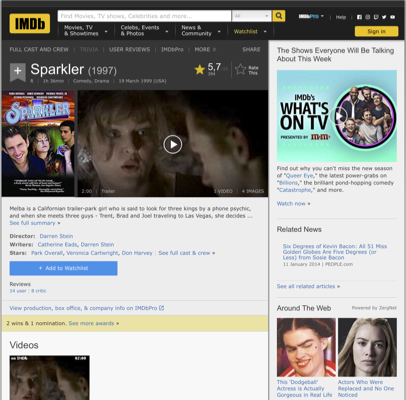 IMDb
Find Movies, TV shows, Celebrities and more...
All
IMDbPro
Help
Movies, TV
& Showtimes
Celebs, Events
& Photos
News &
Community
Watchlist
Sign in
FULL CAST AND CREW | TRIVIA | USER REVIEWS | IMDbPro | MORE
SHARE
Sparkler (1997)
5,7
Rate
This
1h 36min | Comedy, Drama | 19 March 1999 (USA)
SPARKLER
2:00 | Trailer
1 VIDEO | 4 IMAGES
Melba is a Californian trailer-park girl who is said to look for three kings by a phone psychic,
and when she meets three guys - Trent, Brad and Joel traveling to Las Vegas, she decides ...
See full summary »
Director: Darren Stein
Writers: Catherine Eads, Darren Stein
Stars: Park Overall, Veronica Cartwright, Don Harvey | See full cast & crew »
+ Add to Watchlist
Reviews
14 user | 8 critic
View production, box office, & company info on IMDbPro
2 wins & 1 nomination. See more awards »
Videos
The Shows Everyone Will Be Talking
About This Week
IMDb's
WHAT'S
ON TV
PRESENTED BY
Find out why you can't miss the new season
of "Queer Eye," the latest power-grabs on
"Billions," the brilliant pond-hopping comedy
"Catastrophe," and more.
Watch now »
Related News
Six Degrees of Kevin Bacon: All 51 Miss
Golden Globes Are Five Degrees (or
Less) from Sosie Bacon
11 January 2014 | PEOPLE.com
See all related articles »
Around The Web
Powered by ZergNet
This 'Dodgeball'
Actress is Actually
Gorgeous in Real Life
Actors Who Were
Replaced and No One
Noticed